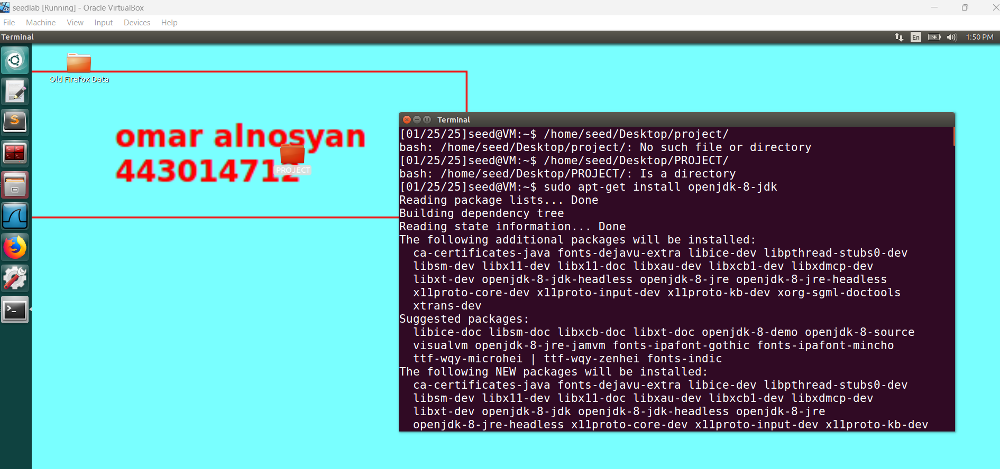 seedlab [Running] - Oracle VirtualBox
File Machine View Input Devices Help
Terminal En 1:50 PM
Old Firefox Data
omar alnosyan
443014712
PROJECT
Terminal
[01/25/25]seed@VM:~$ /home/seed/Desktop/project/
bash: /home/seed/Desktop/project/: No such file or directory
[01/25/25]seed@VM:~$ /home/seed/Desktop/PROJECT/
bash: /home/seed/Desktop/PROJECT/: Is a directory
[01/25/25]seed@VM:~$ sudo apt-get install openjdk-8-jdk
Reading package lists... Done
Building dependency tree
Reading state information... Done
The following additional packages will be installed:
  ca-certificates-java fonts-dejavu-extra libice-dev libpthread-stubs0-dev
  libsm-dev libx11-dev libx11-doc libxau-dev libxcb1-dev libxdmcp-dev
  libxt-dev openjdk-8-jdk-headless openjdk-8-jre openjdk-8-jre-headless
  x11proto-core-dev x11proto-input-dev x11proto-kb-dev xorg-sgml-doctools
  xtrans-dev
Suggested packages:
  libice-doc libsm-doc libxcb-doc libxt-doc openjdk-8-demo openjdk-8-source
  visualvm openjdk-8-jre-jamvm fonts-ipafont-gothic fonts-ipafont-mincho
  ttf-wqy-microhei | ttf-wqy-zenhei fonts-indic
The following NEW packages will be installed:
  ca-certificates-java fonts-dejavu-extra libice-dev libpthread-stubs0-dev
  libsm-dev libx11-dev libx11-doc libxau-dev libxcb1-dev libxdmcp-dev
  libxt-dev openjdk-8-jdk openjdk-8-jdk-headless openjdk-8-jre
  openjdk-8-jre-headless x11proto-core-dev x11proto-input-dev x11proto-kb-dev